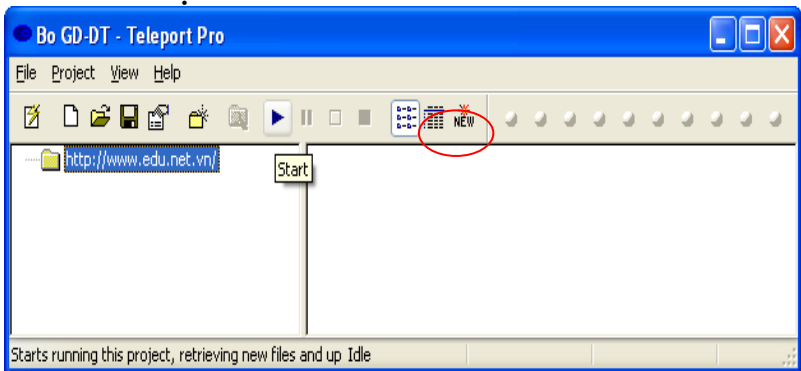 Bo GD-DT - Teleport Pro
File Project View Help
NEW
http://www.edu.net.vn/
Start
Starts running this project, retrieving new files and up Idle